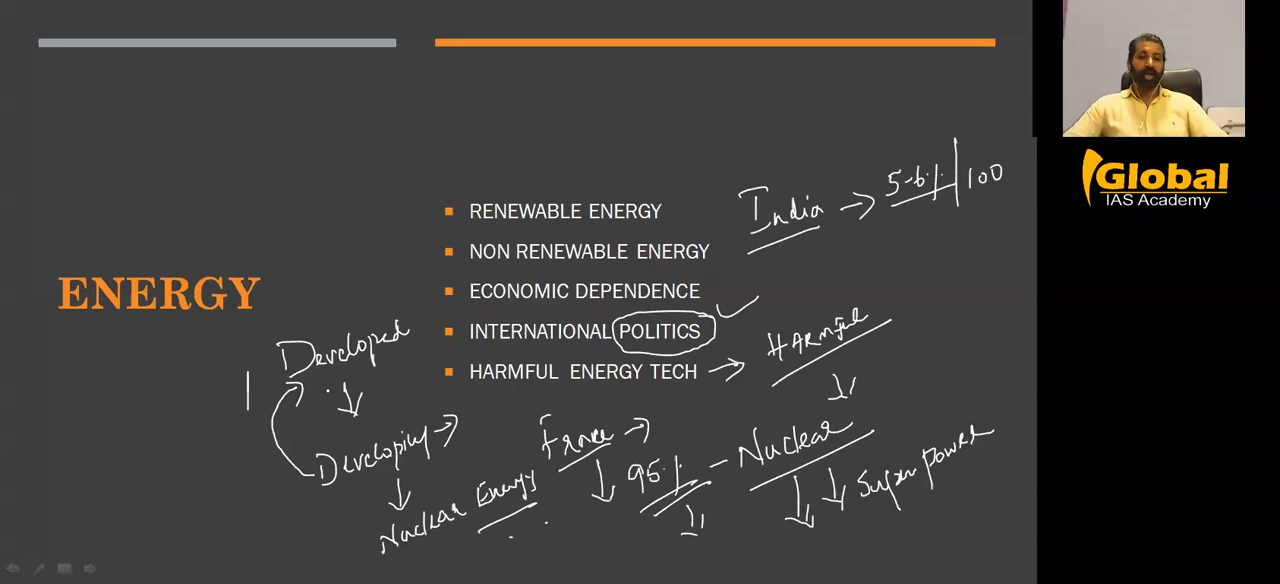 India → 5-6% | 100
RENEWABLE ENERGY
NON RENEWABLE ENERGY
ENERGY
ECONOMIC DEPENDENCE
INTERNATIONAL POLITICS
HARMFUL ENERGY TECH → HARMFUL
Developed
Developing →
France →
95% - Nuclear
Super Power
Nuclear Energy
Global
IAS Academy